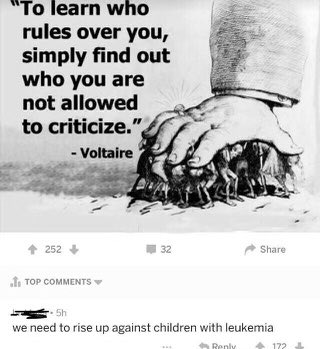 "To learn who
rules over you,
simply find out
who you are
not allowed
to criticize."
- Voltaire
252
32
Share
TOP COMMENTS
5h
we need to rise up against children with leukemia
... Reply 172